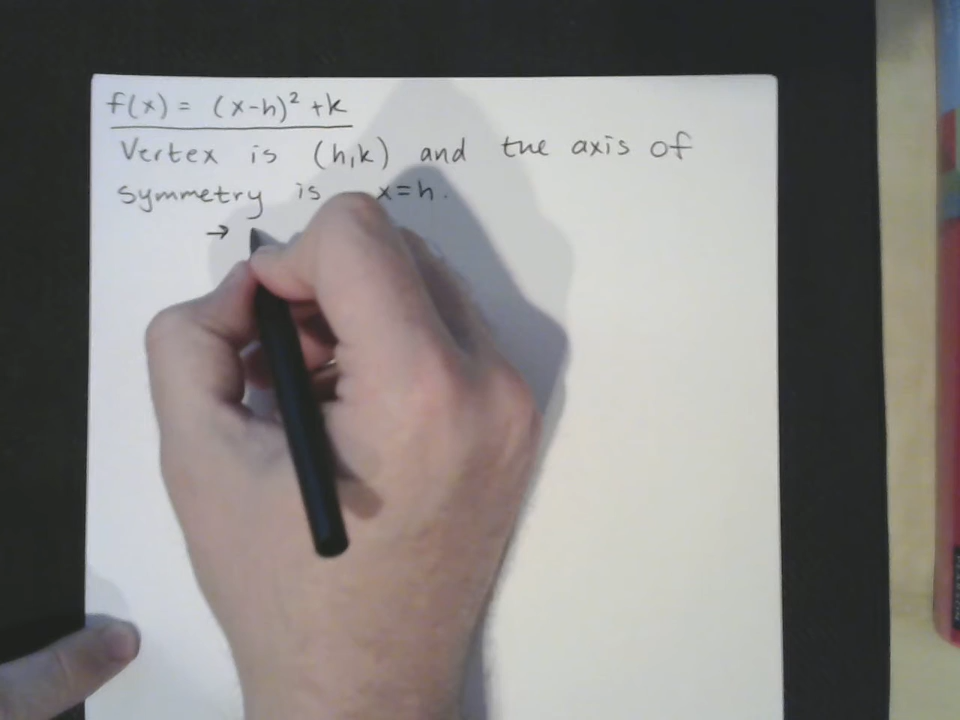 f(x) = (x-h)² + k
Vertex is (h,k) and the axis of
symmetry is x=h.
→